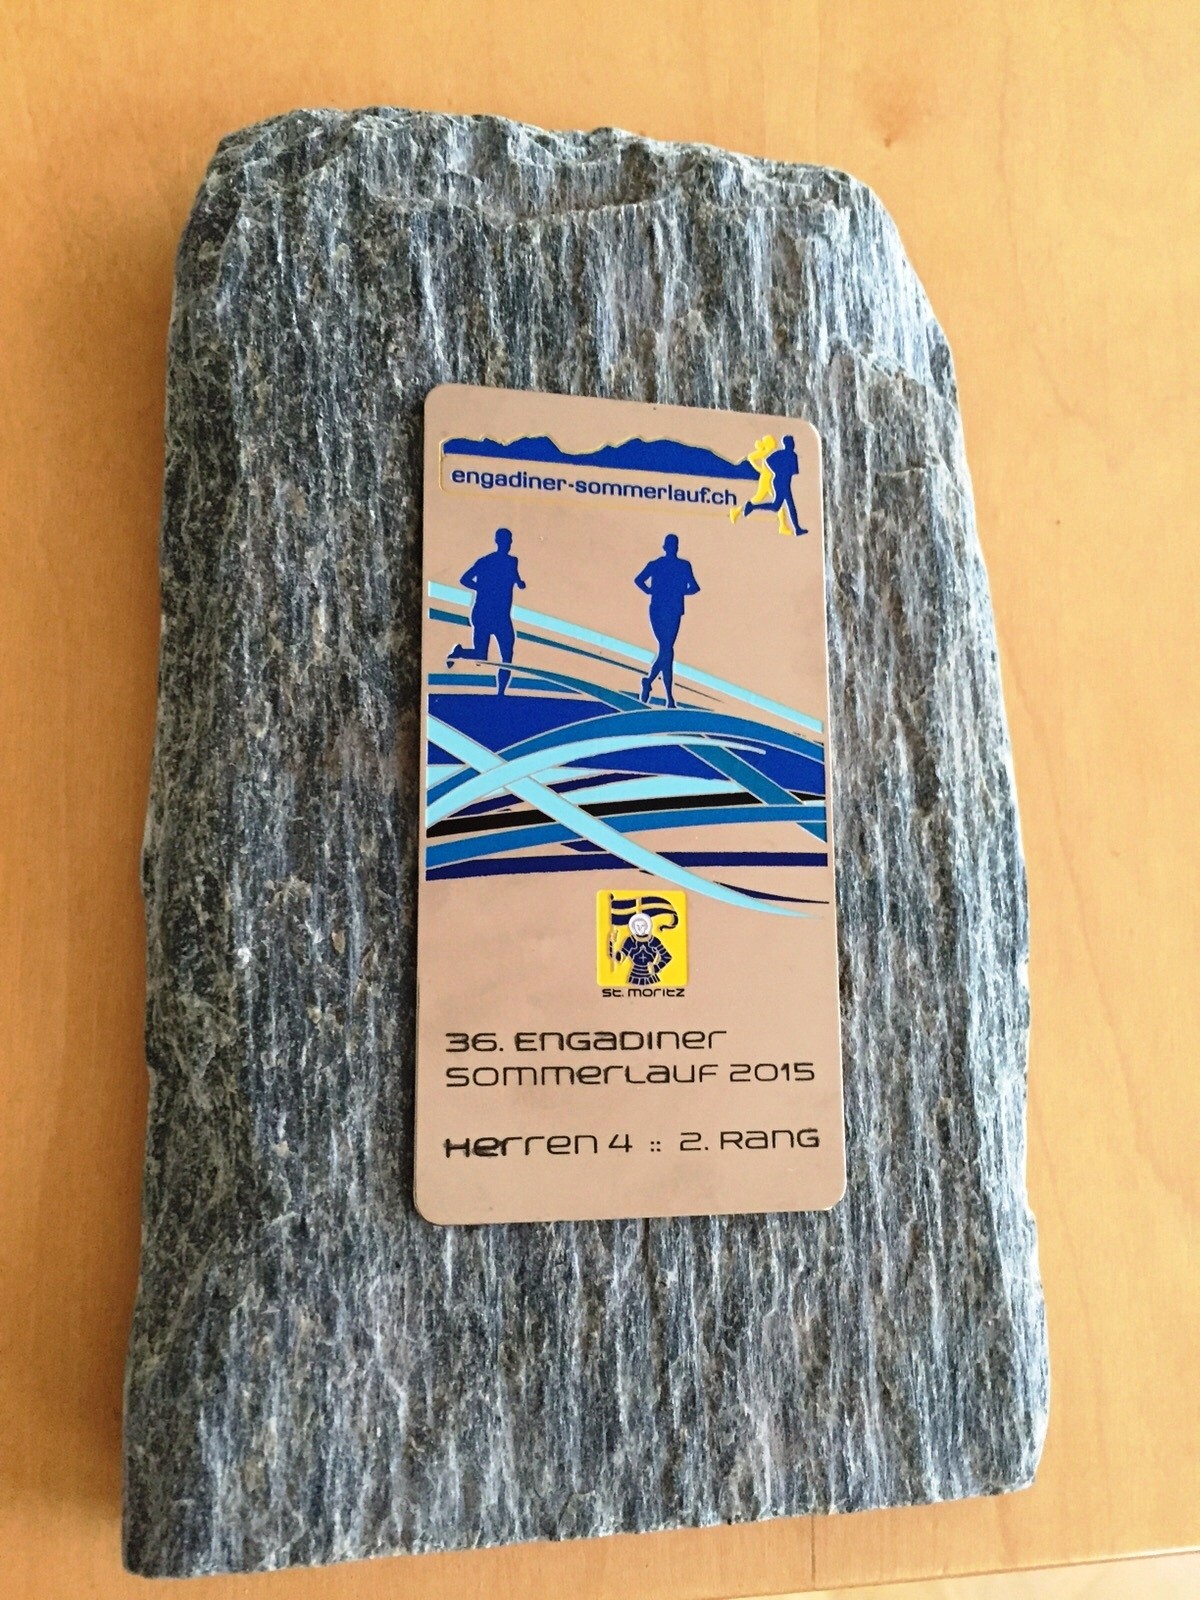 engadiner-sommerlauf.ch
st. moritz
36. Engadiner
Sommerlauf 2015
Herren 4 :: 2. Rang